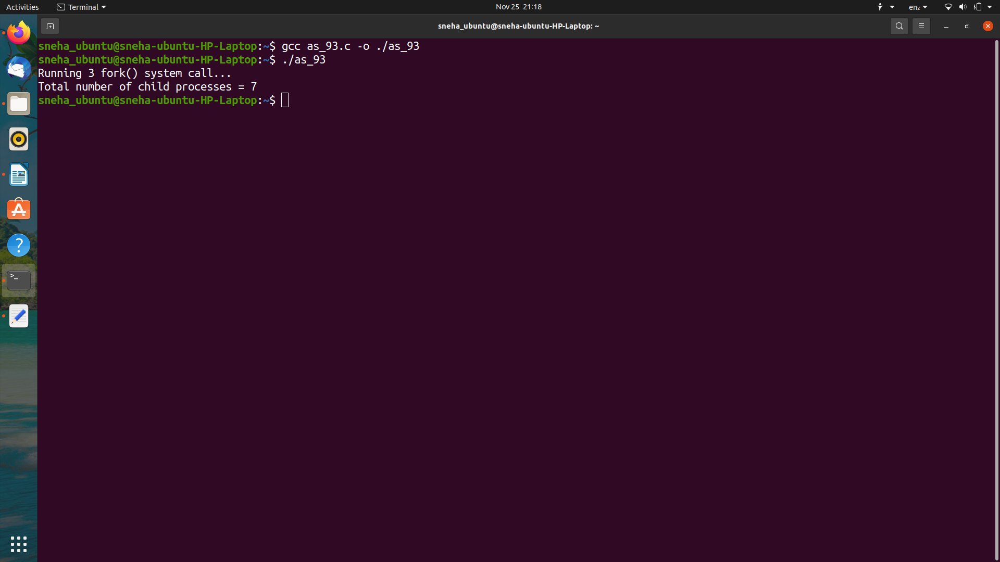 Activities
Terminal
Nov 25 21:18
en₂
sneha_ubuntu@sneha-ubuntu-HP-Laptop: ~
sneha_ubuntu@sneha-ubuntu-HP-Laptop:~$ gcc as_93.c -o ./as_93
sneha_ubuntu@sneha-ubuntu-HP-Laptop:~$ ./as_93
Running 3 fork() system call...
Total number of child processes = 7
sneha_ubuntu@sneha-ubuntu-HP-Laptop:~$